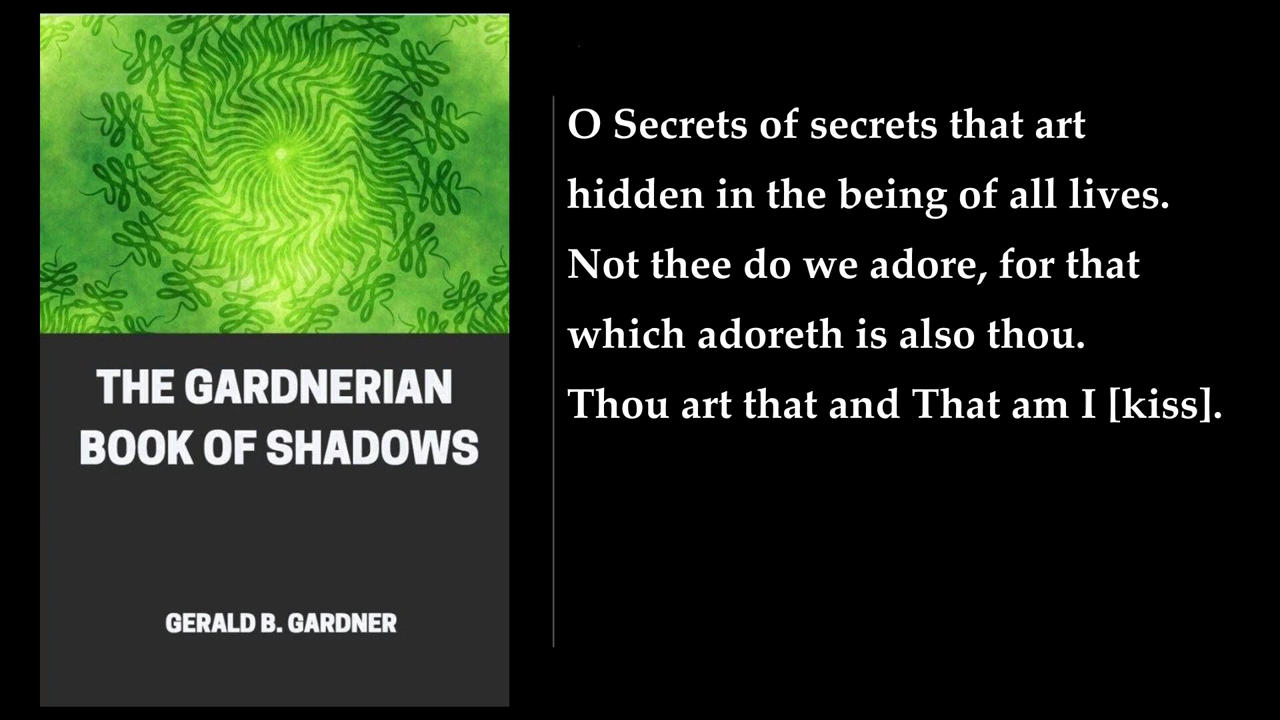 THE GARDNERIAN
BOOK OF SHADOWS
GERALD B. GARDNER
O Secrets of secrets that art
hidden in the being of all lives.
Not thee do we adore, for that
which adoreth is also thou.
Thou art that and That am I [kiss].